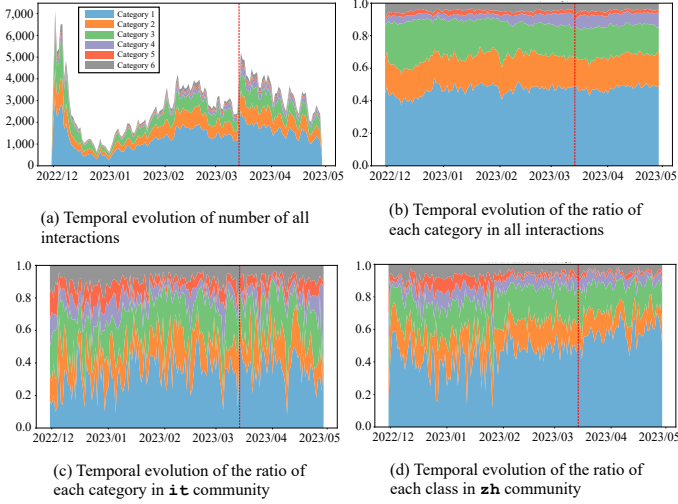 7,000
6,000
5,000
4,000
3,000
2,000
1,000
0
Category 1
Category 2
Category 3
Category 4
Category 5
Category 6
2022/12 2023/01 2023/02 2023/03 2023/04 2023/05
(a) Temporal evolution of number of all
interactions
1.0
0.8
0.6
0.4
0.2
0.0
2022/12 2023/01 2023/02 2023/03 2023/04 2023/05
(b) Temporal evolution of the ratio of
each category in all interactions
1.0
0.8
0.6
0.4
0.2
0.0
2022/12 2023/01 2023/02 2023/03 2023/04 2023/05
(c) Temporal evolution of the ratio of
each category in it community
1.0
0.8
0.6
0.4
0.2
0.0
2022/12 2023/01 2023/02 2023/03 2023/04 2023/05
(d) Temporal evolution of the ratio of
each class in zh community